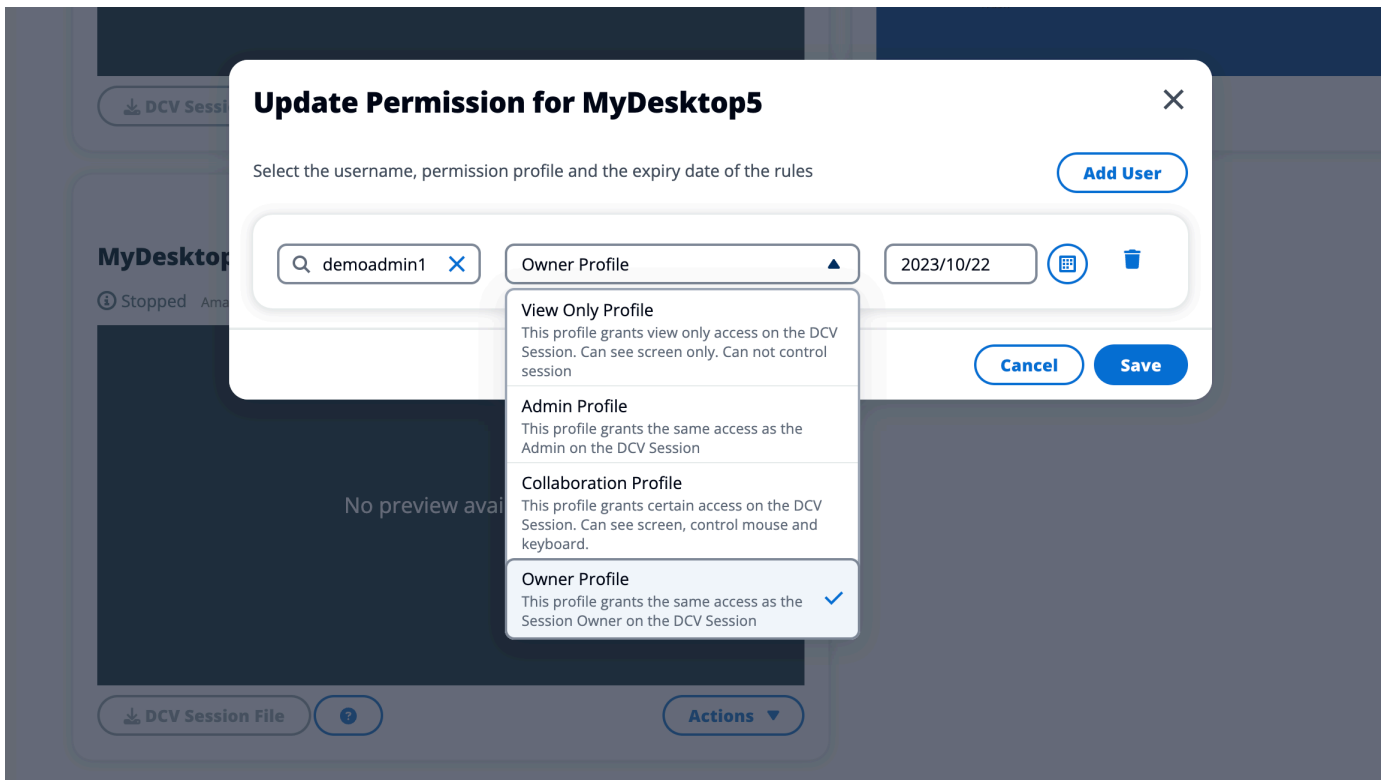 DCV Sessi
Update Permission for MyDesktop5
Select the username, permission profile and the expiry date of the rules
Add User
MyDesktop
demoadmin1
Owner Profile
2023/10/22
Stopped Ama
View Only Profile
This profile grants view only access on the DCV
Session. Can see screen only. Can not control
session
Cancel
Save
Admin Profile
This profile grants the same access as the
Admin on the DCV Session
Collaboration Profile
This profile grants certain access on the DCV
Session. Can see screen, control mouse and
keyboard.
No preview avai
Owner Profile
This profile grants the same access as the
Session Owner on the DCV Session
DCV Session File
?
Actions